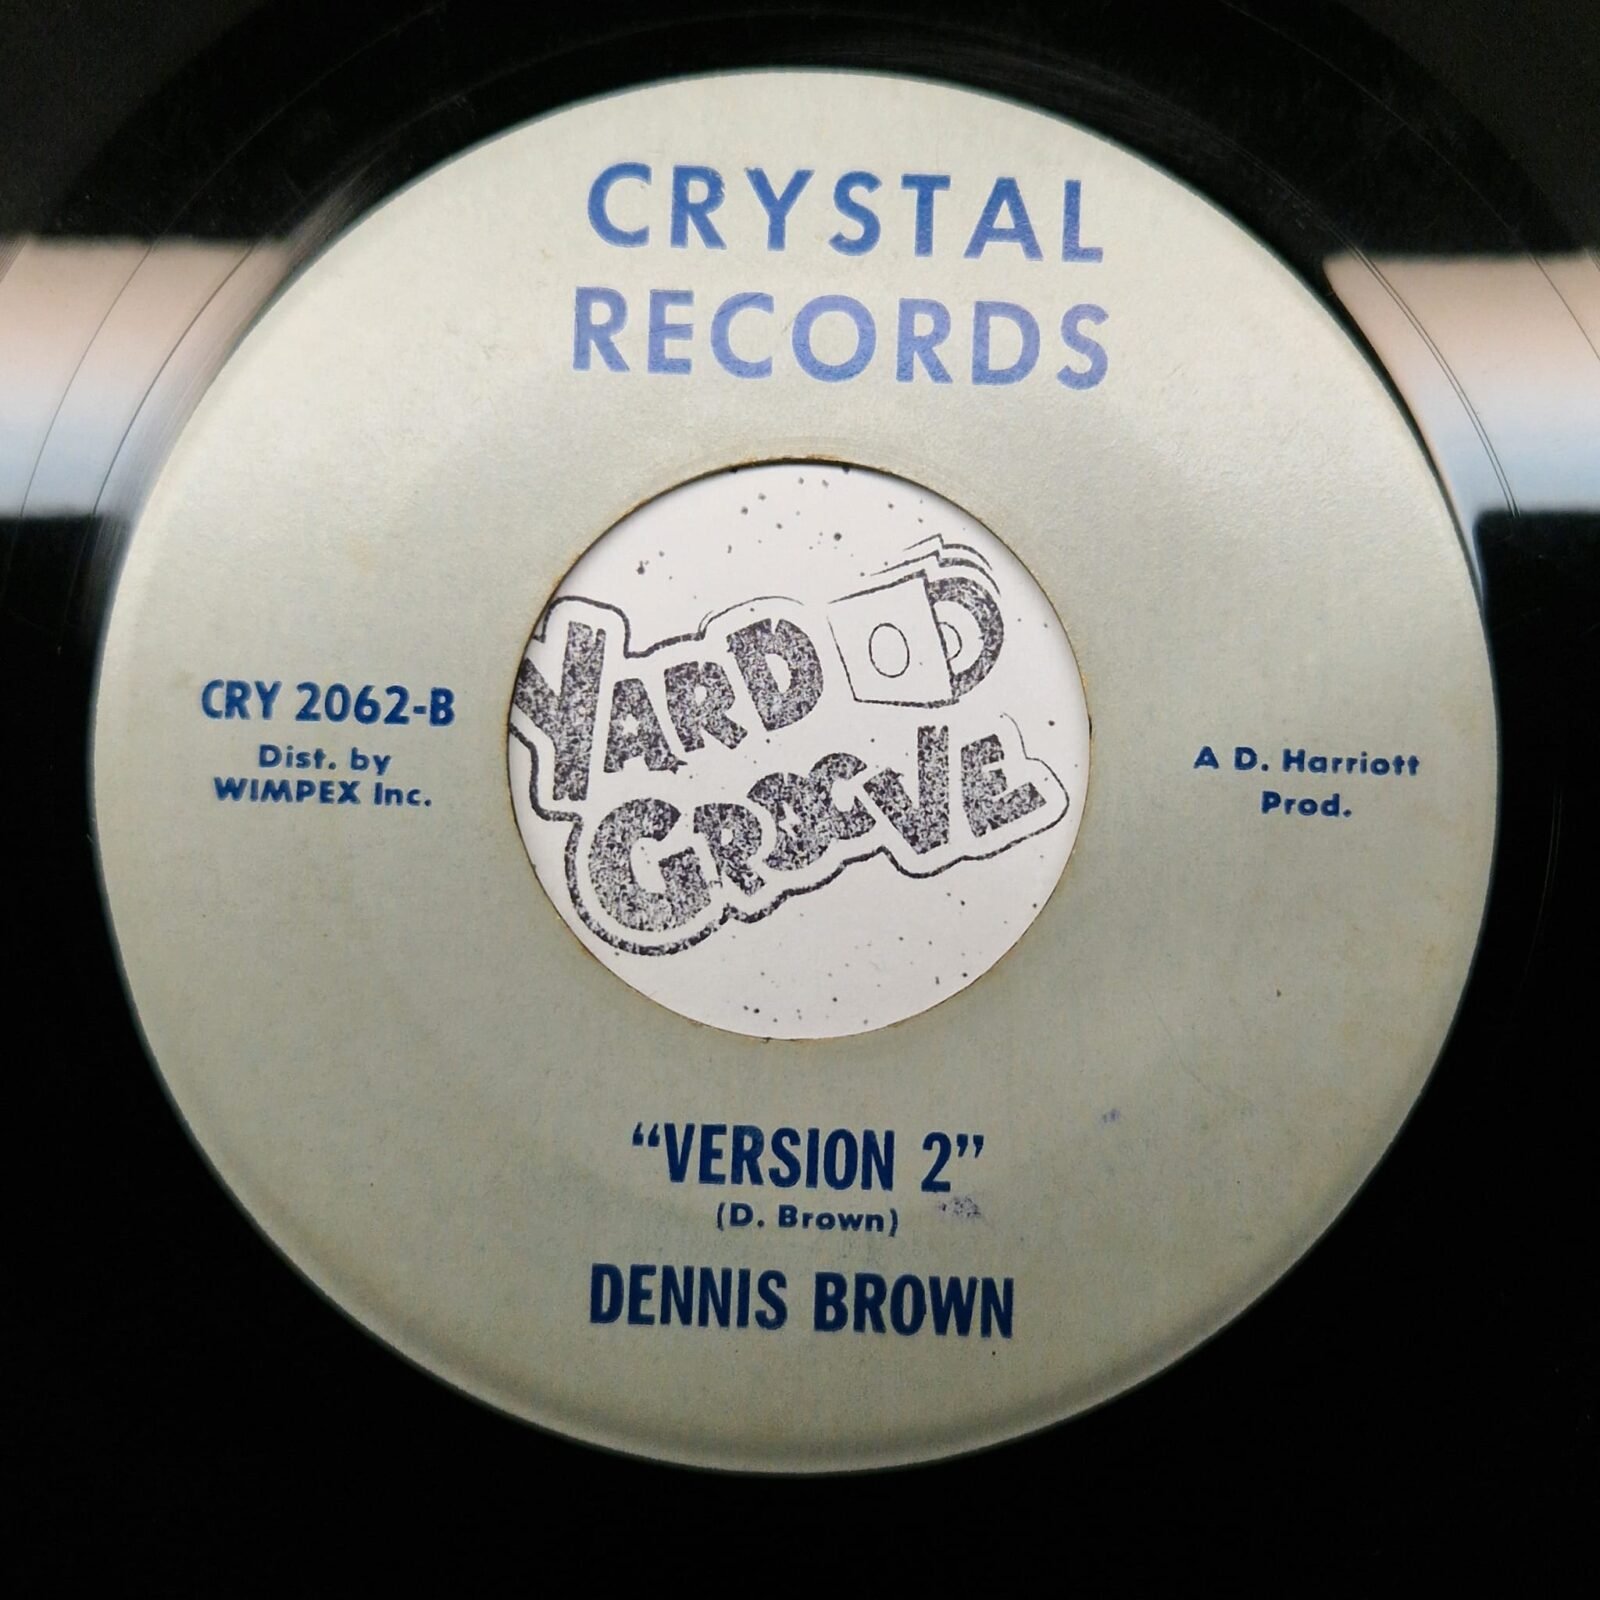 CRYSTAL
RECORDS
YARD
GROOVE
CRY 2062-B
Dist. by
WIMPEX Inc.
A D. Harriott
Prod.
"VERSION 2"
(D. Brown)
DENNIS BROWN